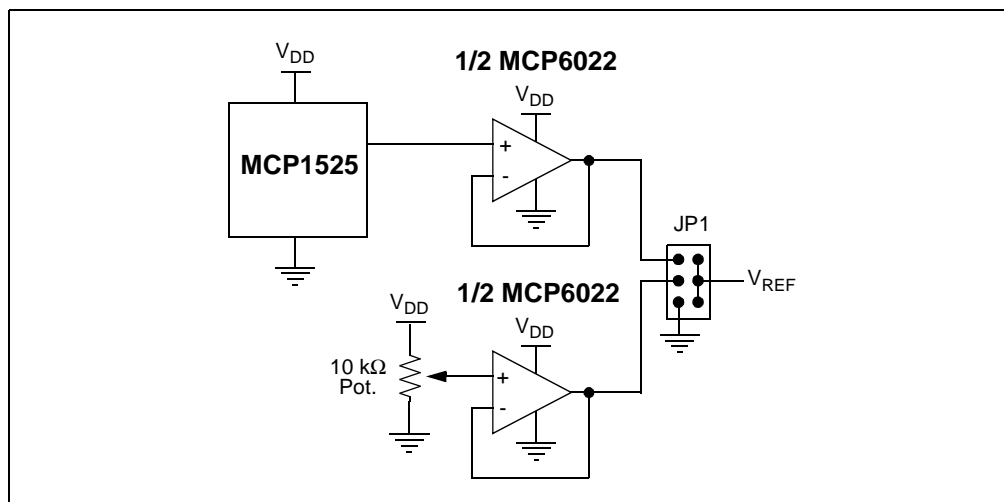 V_DD
1/2 MCP6022
V_DD
MCP1525
+
-
JP1
V_REF
1/2 MCP6022
V_DD
V_DD
10 kΩ
Pot.
+
-